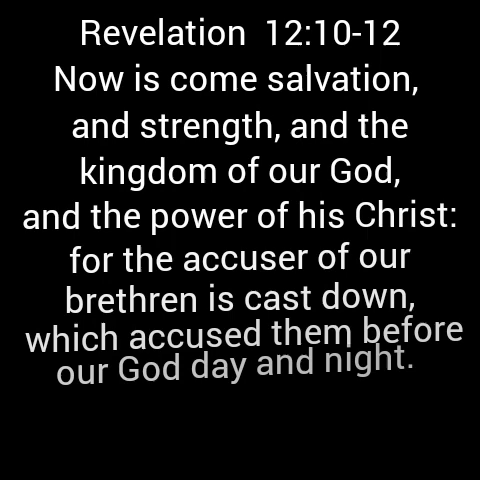 Revelation  12:10-12
Now is come salvation,
and strength, and the
kingdom of our God,
and the power of his Christ:
for the accuser of our
brethren is cast down,
which accused them before
our God day and night.